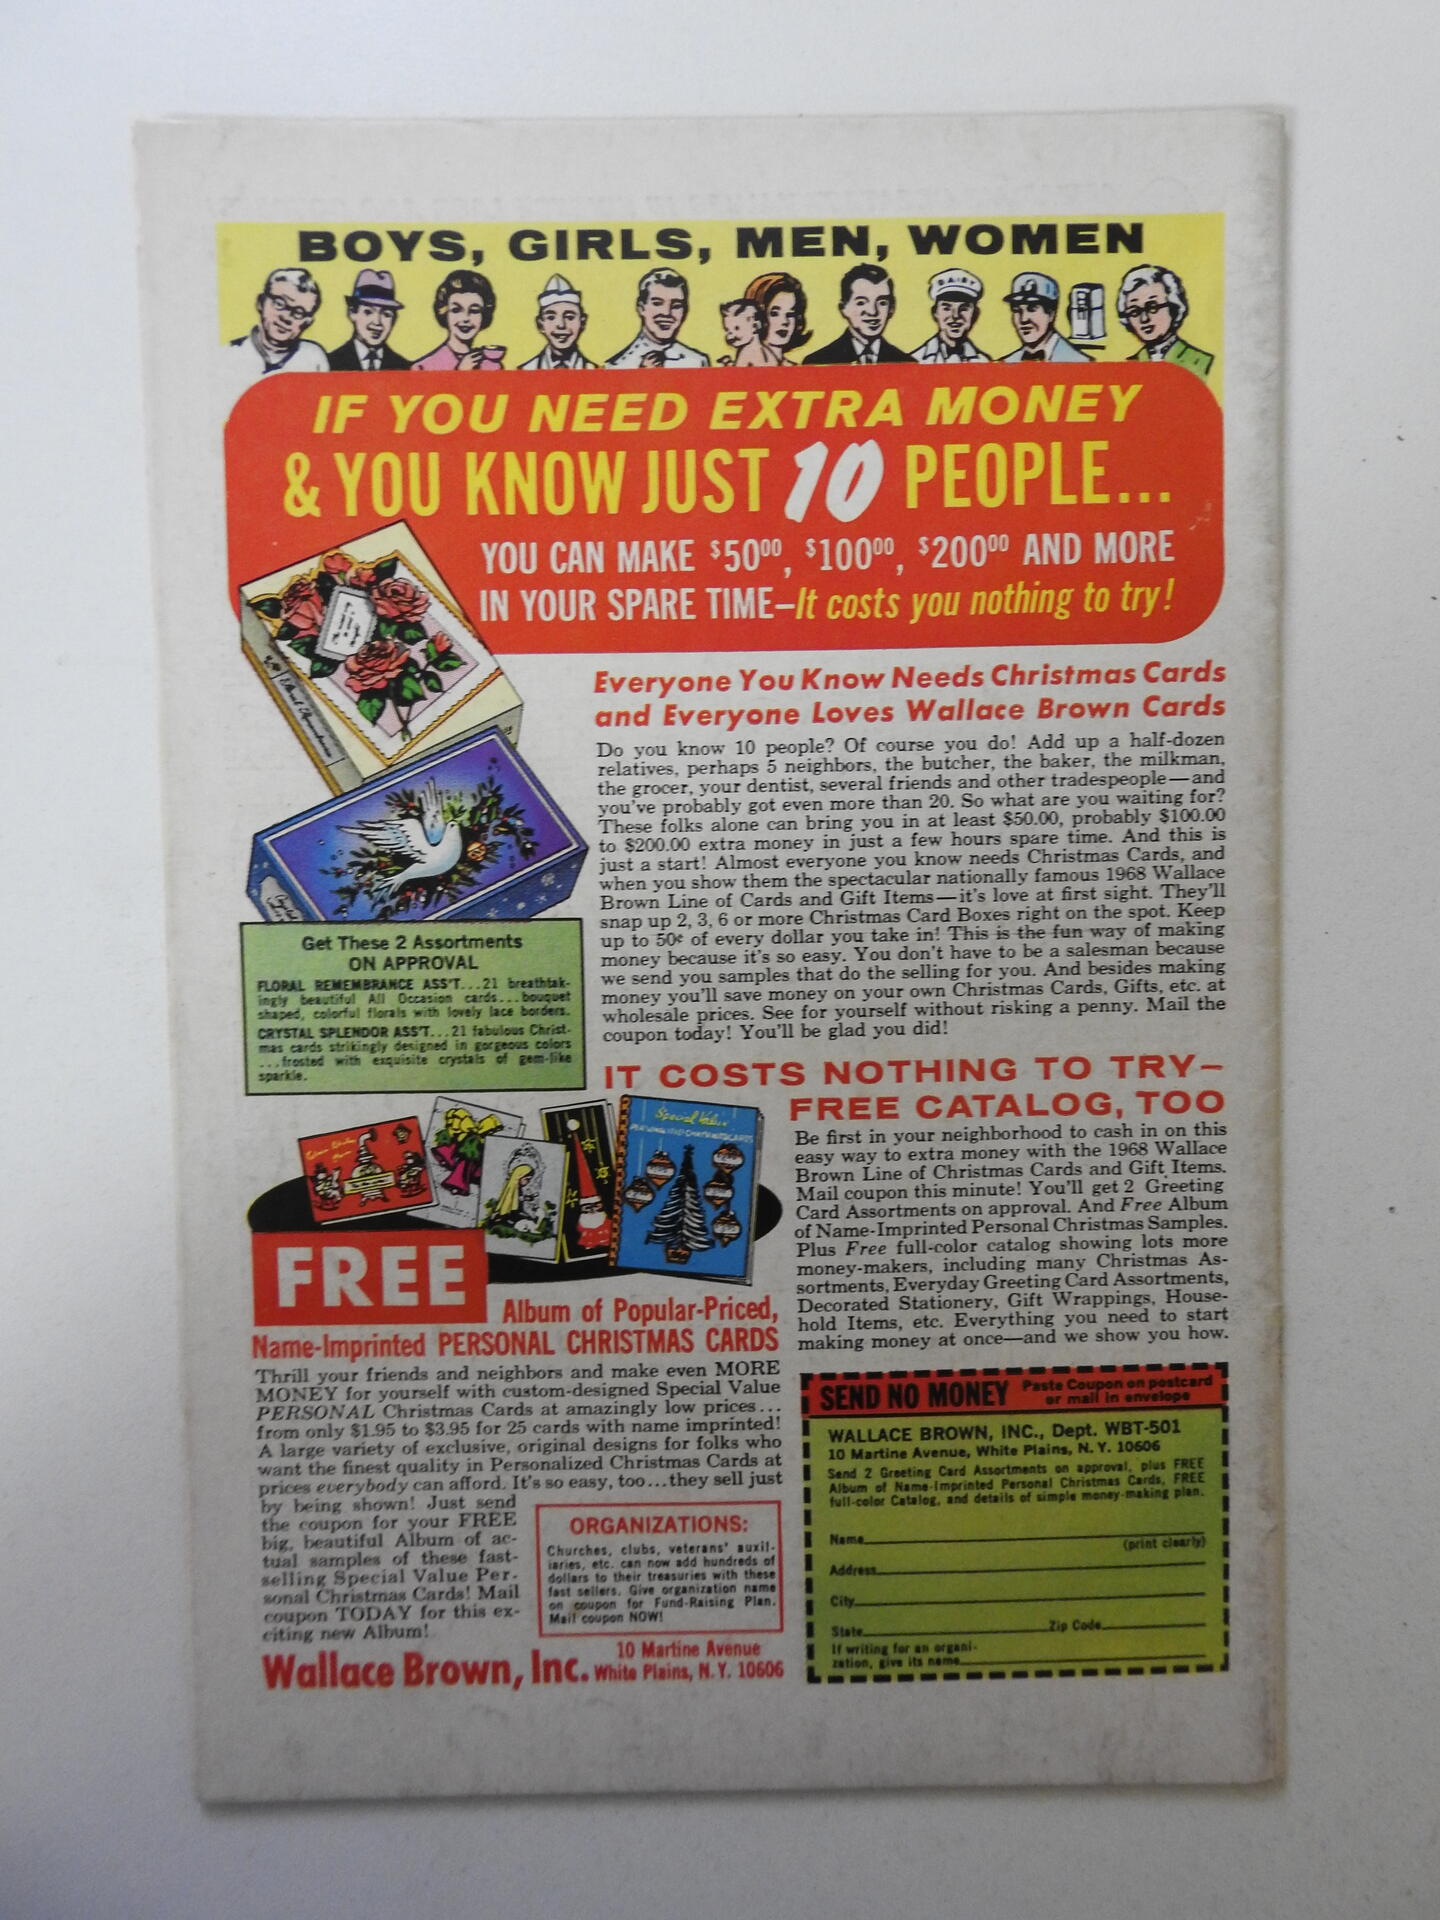 BOYS, GIRLS, MEN, WOMEN
DAIRY
IF YOU NEED EXTRA MONEY
& YOU KNOW JUST 10 PEOPLE...
YOU CAN MAKE $50⁰⁰, $100⁰⁰, $200⁰⁰ AND MORE
IN YOUR SPARE TIME—It costs you nothing to try!
Everyone You Know Needs Christmas Cards
and Everyone Loves Wallace Brown Cards
Do you know 10 people? Of course you do! Add up a half-dozen
relatives, perhaps 5 neighbors, the butcher, the baker, the milkman,
the grocer, your dentist, several friends and other tradespeople—and
you've probably got even more than 20. So what are you waiting for?
These folks alone can bring you in at least $50.00, probably $100.00
to $200.00 extra money in just a few hours spare time. And this is
just a start! Almost everyone you know needs Christmas Cards, and
when you show them the spectacular nationally famous 1968 Wallace
Brown Line of Cards and Gift Items—it's love at first sight. They'll
snap up 2, 3, 6 or more Christmas Card Boxes right on the spot. Keep
up to 50¢ of every dollar you take in! This is the fun way of making
money because it's so easy. You don't have to be a salesman because
we send you samples that do the selling for you. And besides making
money you'll save money on your own Christmas Cards, Gifts, etc. at
wholesale prices. See for yourself without risking a penny. Mail the
coupon today! You'll be glad you did!
Get These 2 Assortments
ON APPROVAL
FLORAL REMEMBRANCE ASS'T...21 breathtak-
ingly beautiful All Occasion cards...bouquet
shaped, colorful florals with lovely lace borders.
CRYSTAL SPLENDOR ASS'T...21 fabulous Christ-
mas cards strikingly designed in gorgeous colors
...frosted with exquisite crystals of gem-like
sparkle.
IT COSTS NOTHING TO TRY—
FREE CATALOG, TOO
Be first in your neighborhood to cash in on this
easy way to extra money with the 1968 Wallace
Brown Line of Christmas Cards and Gift Items.
Mail coupon this minute! You'll get 2 Greeting
Card Assortments on approval. And Free Album
of Name-Imprinted Personal Christmas Samples.
Plus Free full-color catalog showing lots more
money-makers, including many Christmas As-
sortments, Everyday Greeting Card Assortments,
Decorated Stationery, Gift Wrappings, House-
hold Items, etc. Everything you need to start
making money at once—and we show you how.
Special Value
FREE
Album of Popular-Priced,
Name-Imprinted PERSONAL CHRISTMAS CARDS
Thrill your friends and neighbors and make even MORE
MONEY for yourself with custom-designed Special Value
PERSONAL Christmas Cards at amazingly low prices...
from only $1.95 to $3.95 for 25 cards with name imprinted!
A large variety of exclusive, original designs for folks who
want the finest quality in Personalized Christmas Cards at
prices everybody can afford. It's so easy, too...they sell just
by being shown! Just send
the coupon for your FREE
big, beautiful Album of ac-
tual samples of these fast-
selling Special Value Per-
sonal Christmas Cards! Mail
coupon TODAY for this ex-
citing new Album!
ORGANIZATIONS:
Churches, clubs, veterans' auxil-
iaries, etc. can now add hundreds of
dollars to their treasuries with these
fast sellers. Give organization name
on coupon for Fund-Raising Plan.
Mail coupon NOW!
Wallace Brown, Inc. 10 Martine Avenue
White Plains, N. Y. 10606
SEND NO MONEY Paste Coupon on postcard
or mail in envelope
WALLACE BROWN, INC., Dept. WBT-501
10 Martine Avenue, White Plains, N. Y. 10606
Send 2 Greeting Card Assortments on approval, plus FREE
Album of Name-Imprinted Personal Christmas Cards, FREE
full-color Catalog, and details of simple money-making plan.
Name
(print clearly)
Address
City
State Zip Code
If writing for an organi-
zation, give its name